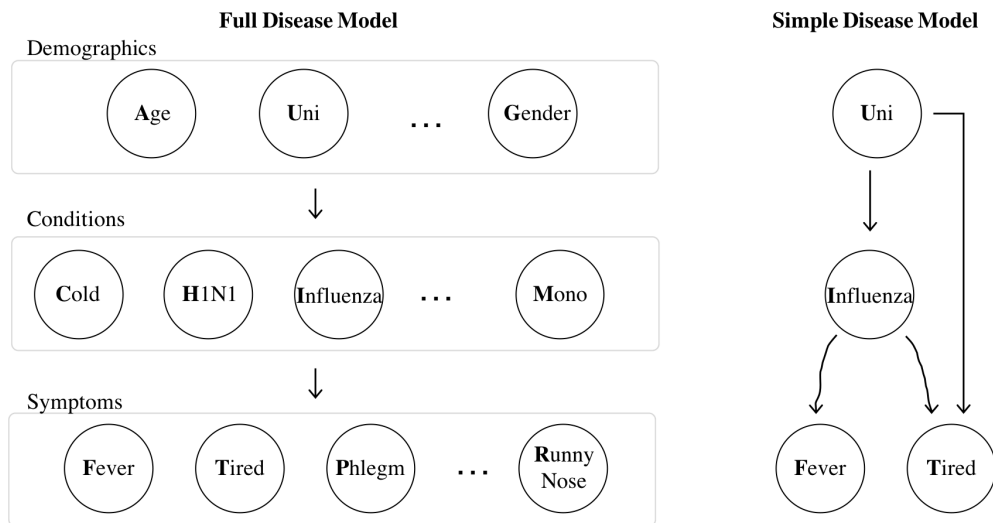 Full Disease Model
Demographics
Age
Uni
...
Gender
Conditions
Cold
H1N1
Influenza
...
Mono
Symptoms
Fever
Tired
Phlegm
...
Runny
Nose
Simple Disease Model
Uni
Influenza
Fever
Tired